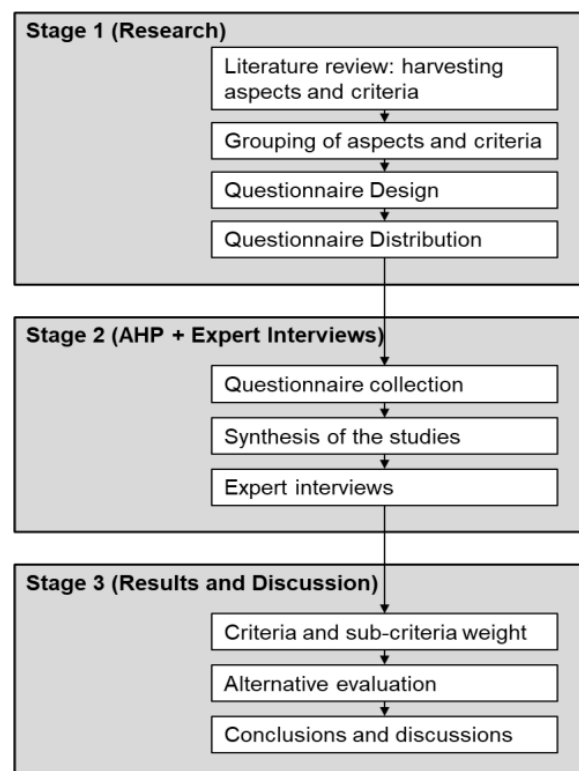 Stage 1 (Research)
Literature review: harvesting
aspects and criteria
Grouping of aspects and criteria
Questionnaire Design
Questionnaire Distribution
Stage 2 (AHP + Expert Interviews)
Questionnaire collection
Synthesis of the studies
Expert interviews
Stage 3 (Results and Discussion)
Criteria and sub-criteria weight
Alternative evaluation
Conclusions and discussions